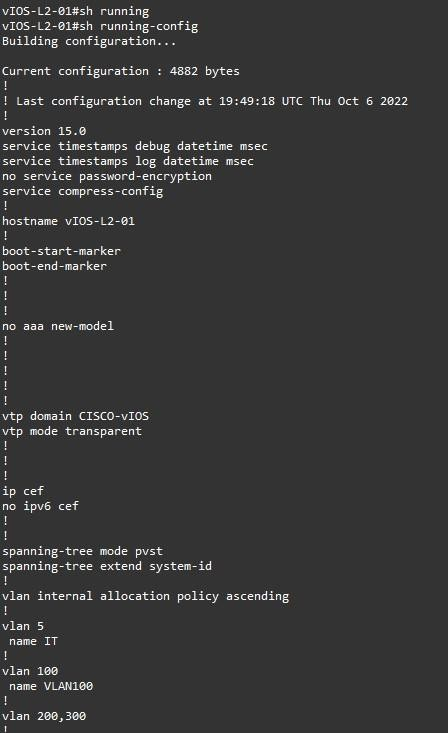 vIOS-L2-01#sh running
vIOS-L2-01#sh running-config
Building configuration...
Current configuration : 4882 bytes
!
! Last configuration change at 19:49:18 UTC Thu Oct 6 2022
!
version 15.0
service timestamps debug datetime msec
service timestamps log datetime msec
no service password-encryption
service compress-config
!
hostname vIOS-L2-01
!
boot-start-marker
boot-end-marker
!
!
!
no aaa new-model
!
!
!
!
!
vtp domain CISCO-vIOS
vtp mode transparent
!
!
!
ip cef
no ipv6 cef
!
!
spanning-tree mode pvst
spanning-tree extend system-id
!
vlan internal allocation policy ascending
!
vlan 5
 name IT
!
vlan 100
 name VLAN100
!
vlan 200,300
!